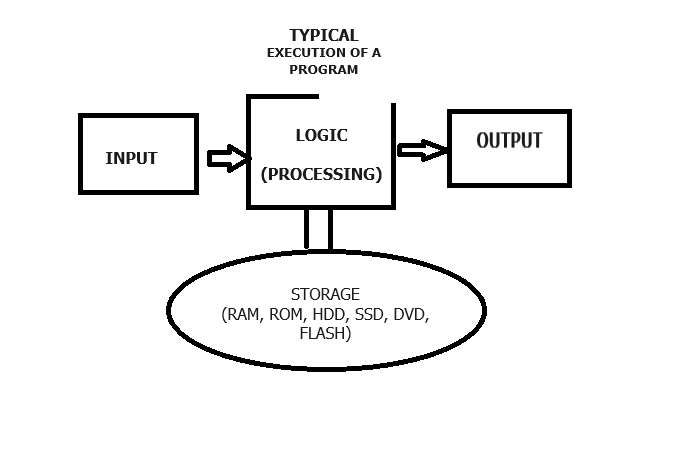 TYPICAL
EXECUTION OF A
PROGRAM
INPUT
LOGIC
(PROCESSING)
OUTPUT
STORAGE
(RAM, ROM, HDD, SSD, DVD,
FLASH)